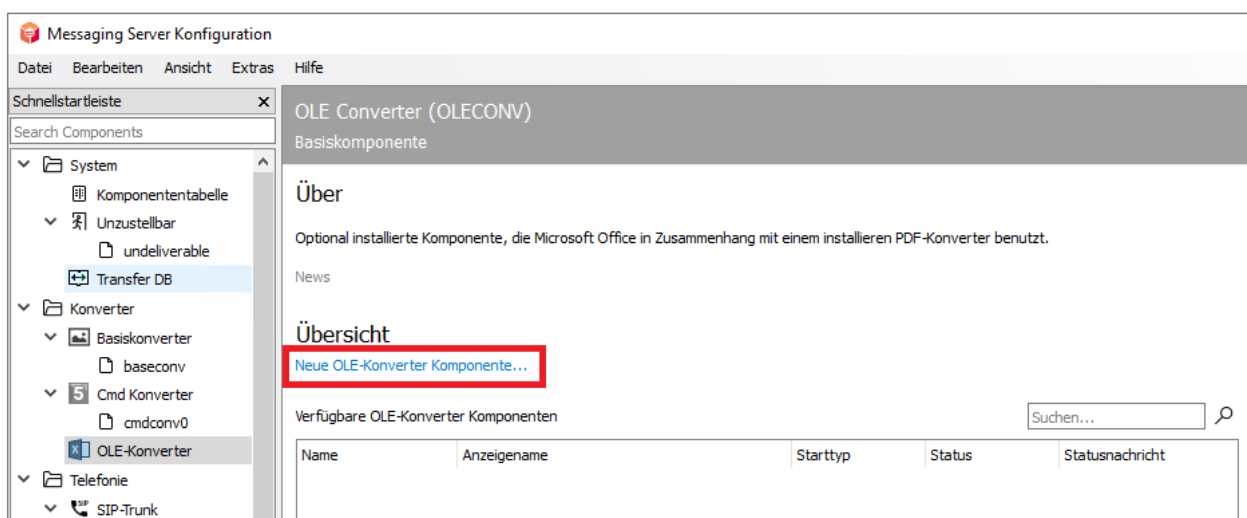 Messaging Server Konfiguration
Datei Bearbeiten Ansicht Extras Hilfe
Schnellstartleiste
Search Components
System
Komponententabelle
Unzustellbar
undeliverable
Transfer DB
Konverter
Basiskonverter
baseconv
5 Cmd Konverter
cmdconv0
X OLE-Konverter
Telefonie
SIP SIP-Trunk
OLE Converter (OLECONV)
Basiskomponente
Über
Optional installierte Komponente, die Microsoft Office in Zusammenhang mit einem installieren PDF-Konverter benutzt.
News
Übersicht
Neue OLE-Konverter Komponente...
Verfügbare OLE-Konverter Komponenten
Suchen...
Name Anzeigename Starttyp Status Statusnachricht